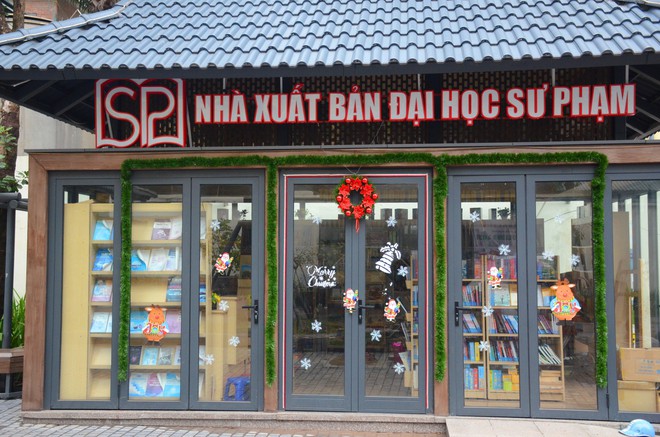 SP NHÀ XUẤT BẢN ĐẠI HỌC SƯ PHẠM
Merry
Christmas